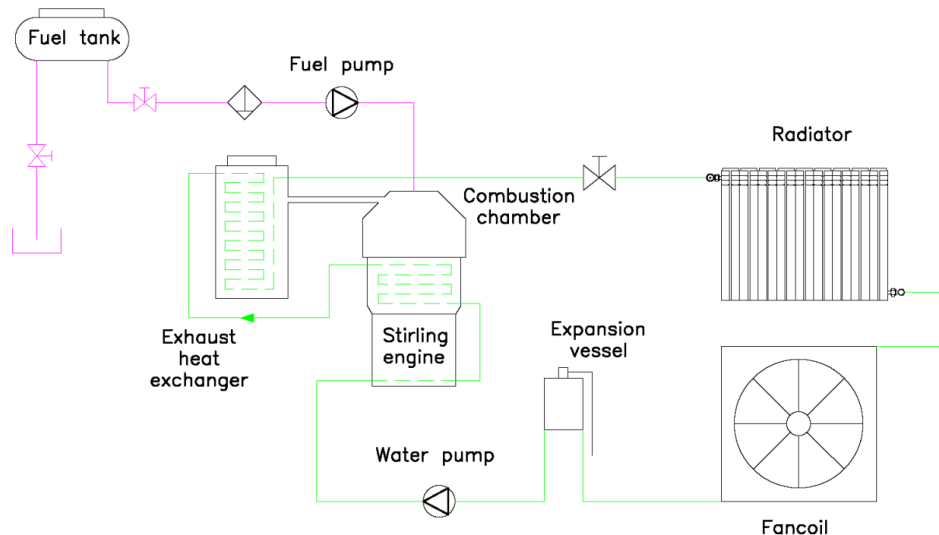 Fuel tank
Fuel pump
Radiator
Combustion
chamber
Exhaust
heat
exchanger
Stirling
engine
Expansion
vessel
Water pump
Fancoil